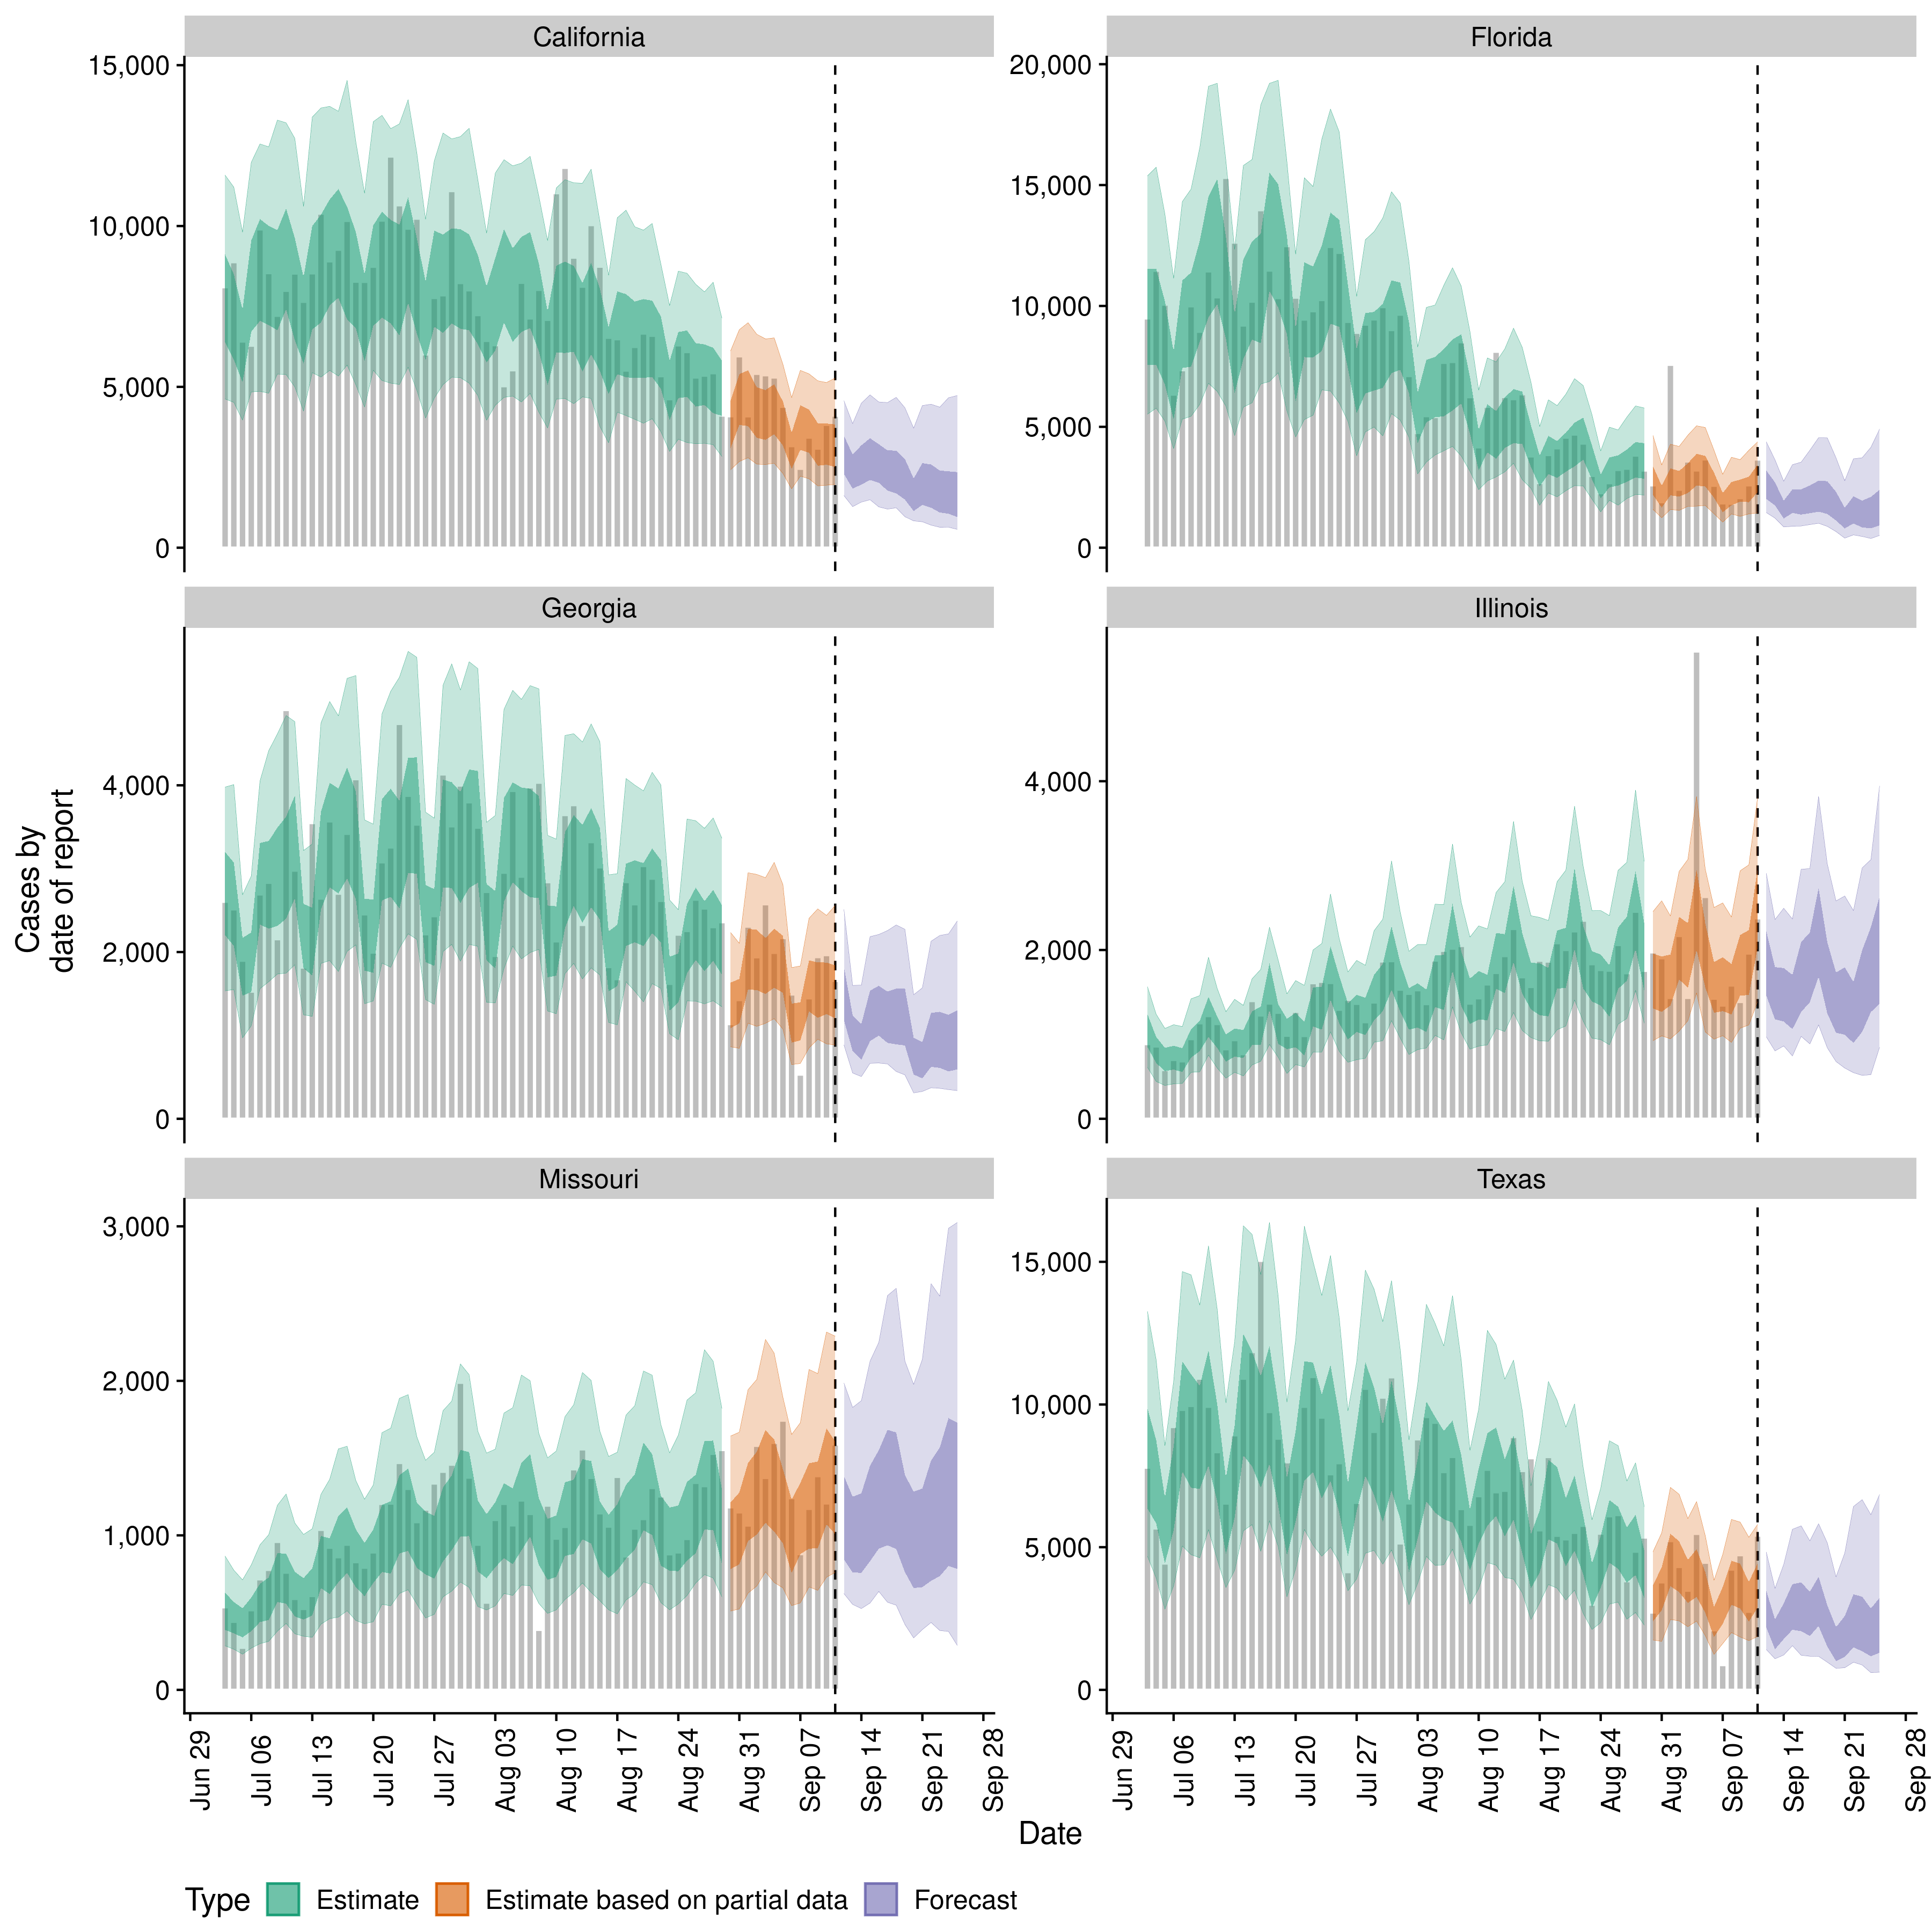 California
Florida
15,000
10,000
5,000
0
20,000
15,000
10,000
5,000
0
Georgia
Illinois
4,000
2,000
0
4,000
2,000
0
Cases by
date of report
Missouri
Texas
3,000
2,000
1,000
0
15,000
10,000
5,000
0
Jun 29
Jul 06
Jul 13
Jul 20
Jul 27
Aug 03
Aug 10
Aug 17
Aug 24
Aug 31
Sep 07
Sep 14
Sep 21
Sep 28
Jun 29
Jul 06
Jul 13
Jul 20
Jul 27
Aug 03
Aug 10
Aug 17
Aug 24
Aug 31
Sep 07
Sep 14
Sep 21
Sep 28
Date
Type Estimate Estimate based on partial data Forecast